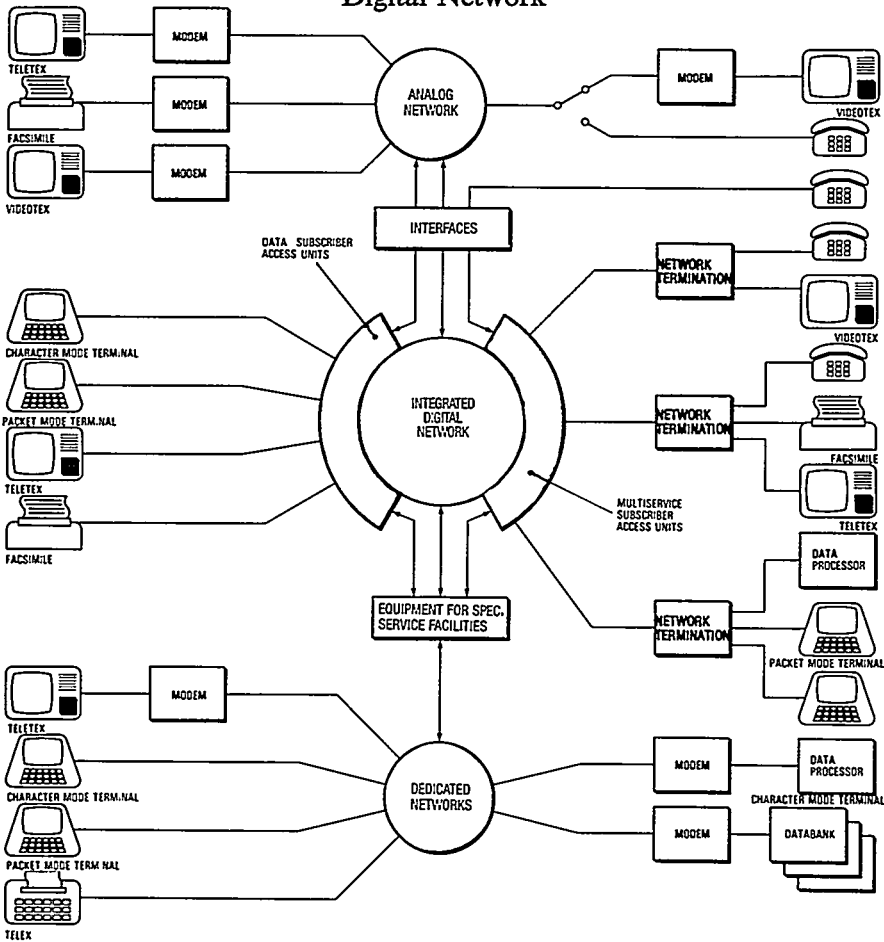 Digital Network
TELETEX
MODEM
FACSIMILE
MODEM
VIDEOTEX
MODEM
ANALOG
NETWORK
MODEM
VIDEOTEX
INTERFACES
DATA SUBSCRIBER
ACCESS UNITS
NETWORK
TERMINATION
VIDEOTEX
CHARACTER MODE TERMINAL
PACKET MODE TERMINAL
TELETEX
FACSIMILE
INTEGRATED
DIGITAL
NETWORK
NETWORK
TERMINATION
FACSIMILE
TELETEX
MULTISERVICE
SUBSCRIBER
ACCESS UNITS
DATA
PROCESSOR
NETWORK
TERMINATION
PACKET MODE TERMINAL
EQUIPMENT FOR SPEC.
SERVICE FACILITIES
TELETEX
MODEM
CHARACTER MODE TERMINAL
PACKET MODE TERMINAL
TELEX
DEDICATED
NETWORKS
MODEM
DATA
PROCESSOR
CHARACTER MODE TERMINAL
MODEM
DATABANK